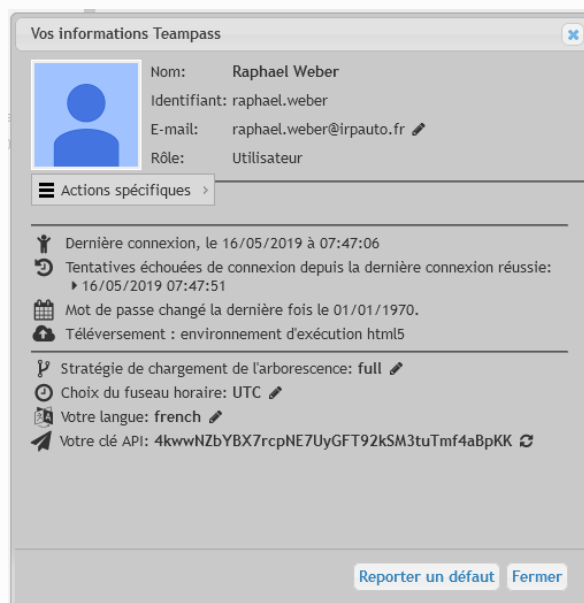 Vos informations Teampass
Nom: Raphael Weber
Identifiant: raphael.weber
E-mail: raphael.weber@irpauto.fr
Rôle: Utilisateur
Actions spécifiques
Dernière connexion, le 16/05/2019 à 07:47:06
Tentatives échouées de connexion depuis la dernière connexion réussie:
16/05/2019 07:47:51
Mot de passe changé la dernière fois le 01/01/1970.
Téléversement : environnement d'exécution html5
Stratégie de chargement de l'arborescence: full
Choix du fuseau horaire: UTC
Votre langue: french
Votre clé API: 4kwwNZbYBX7rcpNE7UyGFT92kSM3tuTmf4aBpKK
Reporter un défaut Fermer